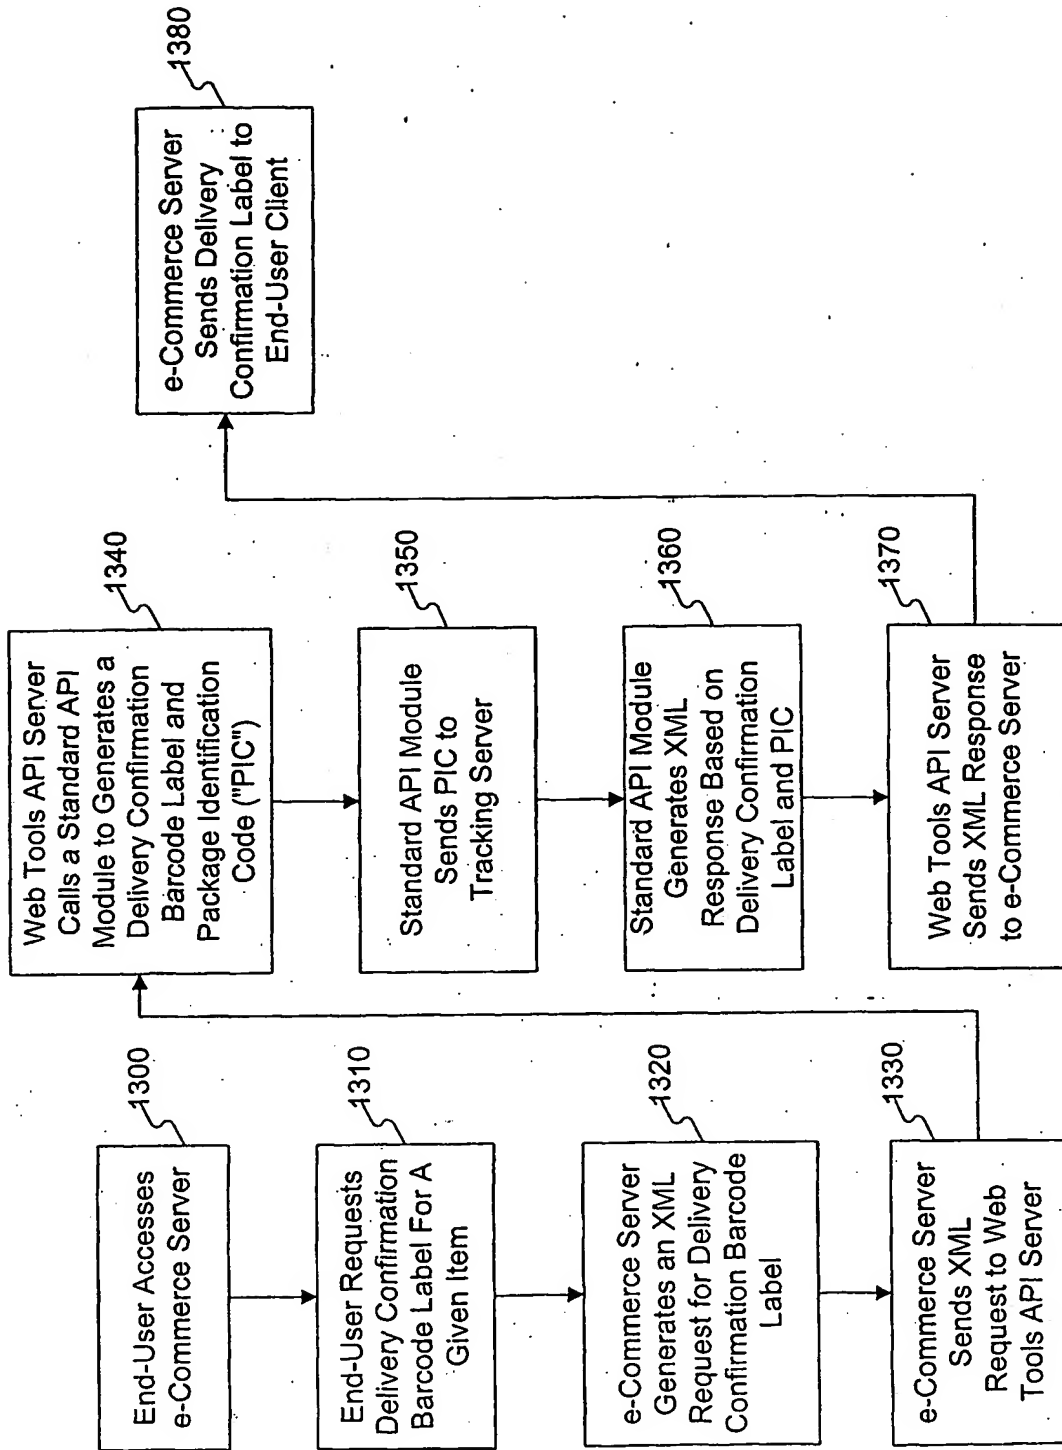 End-User Accesses
e-Commerce Server
1300
End-User Requests
Delivery Confirmation
Barcode Label For A
Given Item
1310
e-Commerce Server
Generates an XML
Request for Delivery
Confirmation Barcode
Label
1320
e-Commerce Server
Sends XML
Request to Web
Tools API Server
1330
Web Tools API Server
Calls a Standard API
Module to Generates a
Delivery Confirmation
Barcode Label and
Package Identification
Code ("PIC")
1340
Standard API Module
Sends PIC to
Tracking Server
1350
Standard API Module
Generates XML
Response Based on
Delivery Confirmation
Label and PIC
1360
Web Tools API Server
Sends XML Response
to e-Commerce Server
1370
e-Commerce Server
Sends Delivery
Confirmation Label to
End-User Client
1380